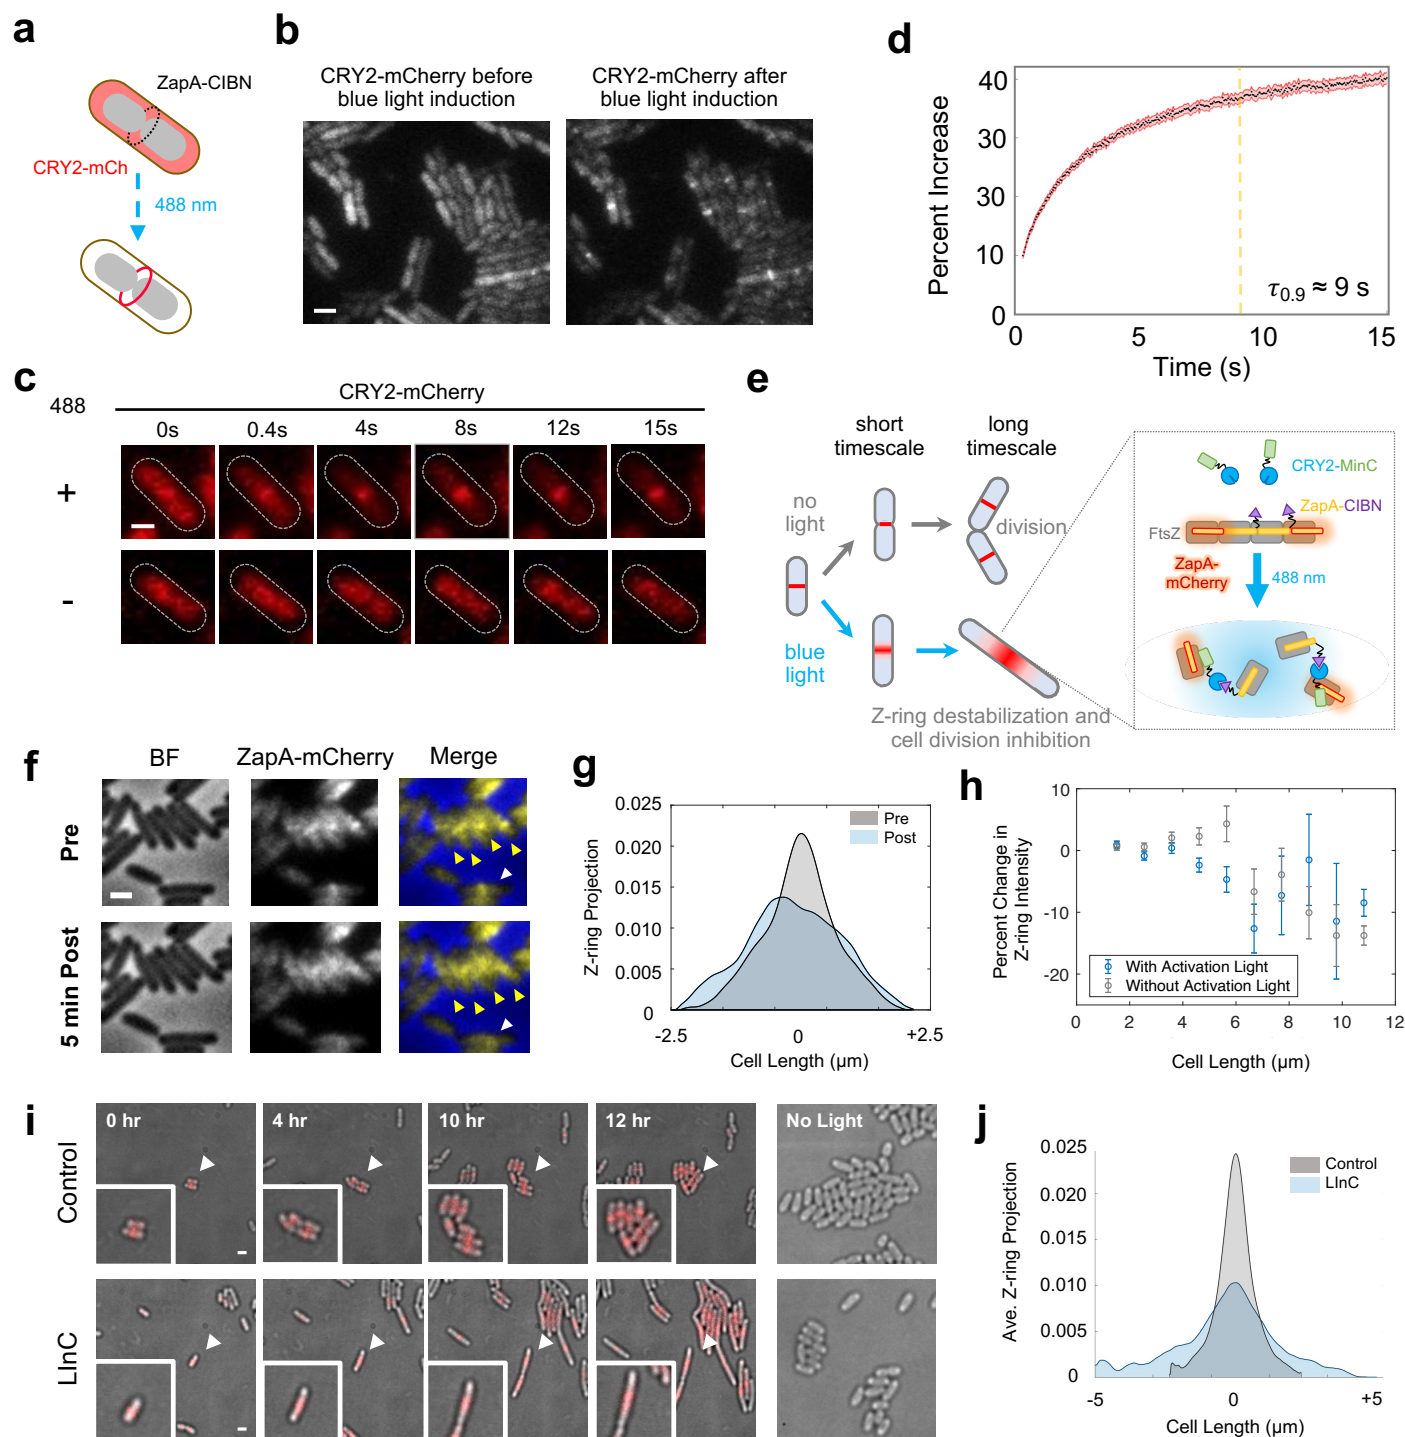 a
ZapA-CIBN
CRY2-mCh
488 nm
b
CRY2-mCherry before
blue light induction
CRY2-mCherry after
blue light induction
d
Percent Increase
40
30
30
10
0
0
5
10
15
τ0.9 ≈ 9 s
Time (s)
c
CRY2-mCherry
488
0s
0.4s
4s
8s
12s
15s
+
-
e
short
timescale
long
timescale
no
light
division
blue
light
Z-ring destabilization and
cell division inhibition
CRY2-MinC
ZapA-CIBN
FtsZ
ZapA-
mCherry
488 nm
f
BF
ZapA-mCherry
Merge
Pre
5 min Post
g
Z-ring Projection
0.025
0.020
0.015
0.010
0.005
0
Pre
Post
-2.5
0
+2.5
Cell Length (μm)
h
Percent Change in
Z-ring Intensity
10
0
-10
-20
With Activation Light
Without Activation Light
0
2
4
6
8
10
12
Cell Length (μm)
i
Control
0 hr
4 hr
10 hr
12 hr
No Light
LInC
j
Ave. Z-ring Projection
0.025
0.020
0.015
0.010
0.005
0
Control
LInC
-5
0
+5
Cell Length (μm)